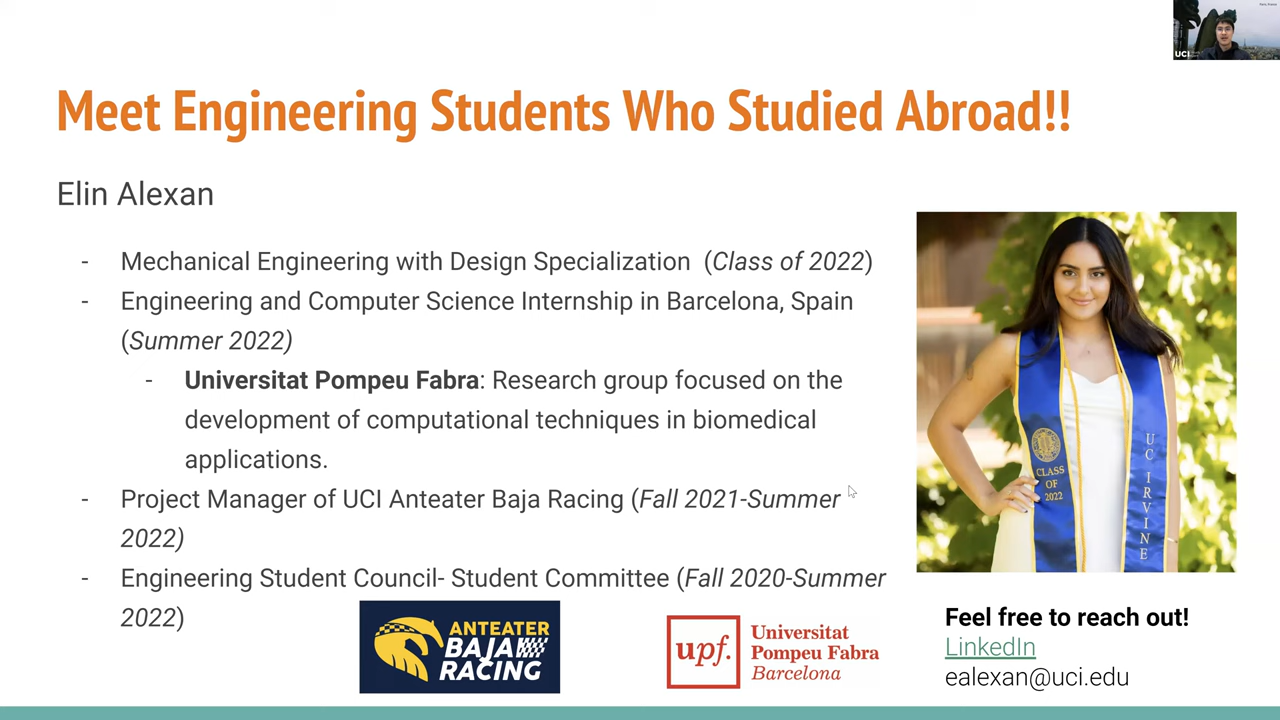 UCI
Meet Engineering Students Who Studied Abroad!!
Elin Alexan
- Mechanical Engineering with Design Specialization (Class of 2022)
- Engineering and Computer Science Internship in Barcelona, Spain
(Summer 2022)
- Universitat Pompeu Fabra: Research group focused on the
development of computational techniques in biomedical
applications.
- Project Manager of UCI Anteater Baja Racing (Fall 2021-Summer
2022)
- Engineering Student Council- Student Committee (Fall 2020-Summer
2022)
CLASS
OF
2022
UC IRVINE
ANTEATER
BAJA
RACING
upf.
Universitat
Pompeu Fabra
Barcelona
Feel free to reach out!
LinkedIn
ealexan@uci.edu